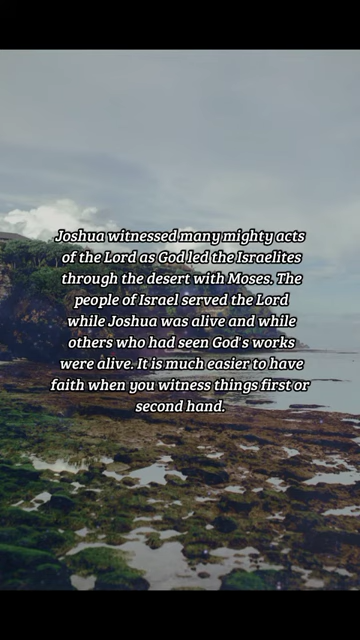 Joshua witnessed many mighty acts
of the Lord as God led the Israelites
through the desert with Moses. The
people of Israel served the Lord
while Joshua was alive and while
others who had seen God's works
were alive. It is much easier to have
faith when you witness things first or
second hand.